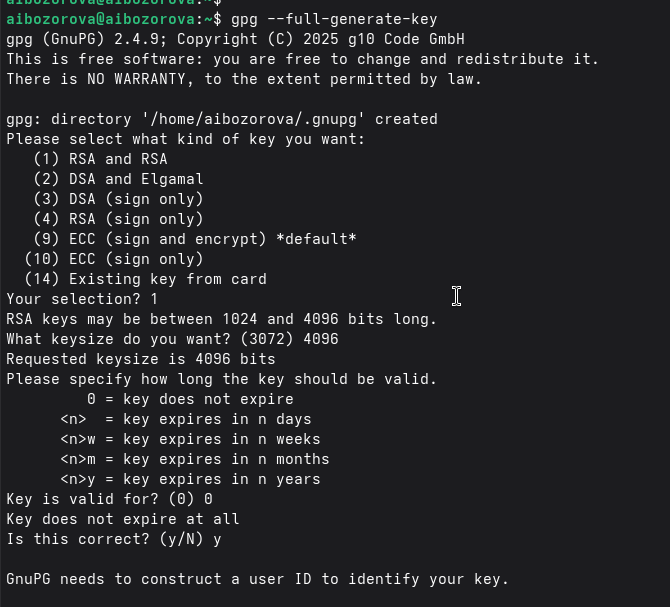 aibozorova@aibozorova:~$
aibozorova@aibozorova:~$ gpg --full-generate-key
gpg (GnuPG) 2.4.9; Copyright (C) 2025 g10 Code GmbH
This is free software: you are free to change and redistribute it.
There is NO WARRANTY, to the extent permitted by law.

gpg: directory '/home/aibozorova/.gnupg' created
Please select what kind of key you want:
   (1) RSA and RSA
   (2) DSA and Elgamal
   (3) DSA (sign only)
   (4) RSA (sign only)
   (9) ECC (sign and encrypt) *default*
  (10) ECC (sign only)
  (14) Existing key from card
Your selection? 1
RSA keys may be between 1024 and 4096 bits long.
What keysize do you want? (3072) 4096
Requested keysize is 4096 bits
Please specify how long the key should be valid.
         0 = key does not expire
      <n>  = key expires in n days
      <n>w = key expires in n weeks
      <n>m = key expires in n months
      <n>y = key expires in n years
Key is valid for? (0) 0
Key does not expire at all
Is this correct? (y/N) y

GnuPG needs to construct a user ID to identify your key.